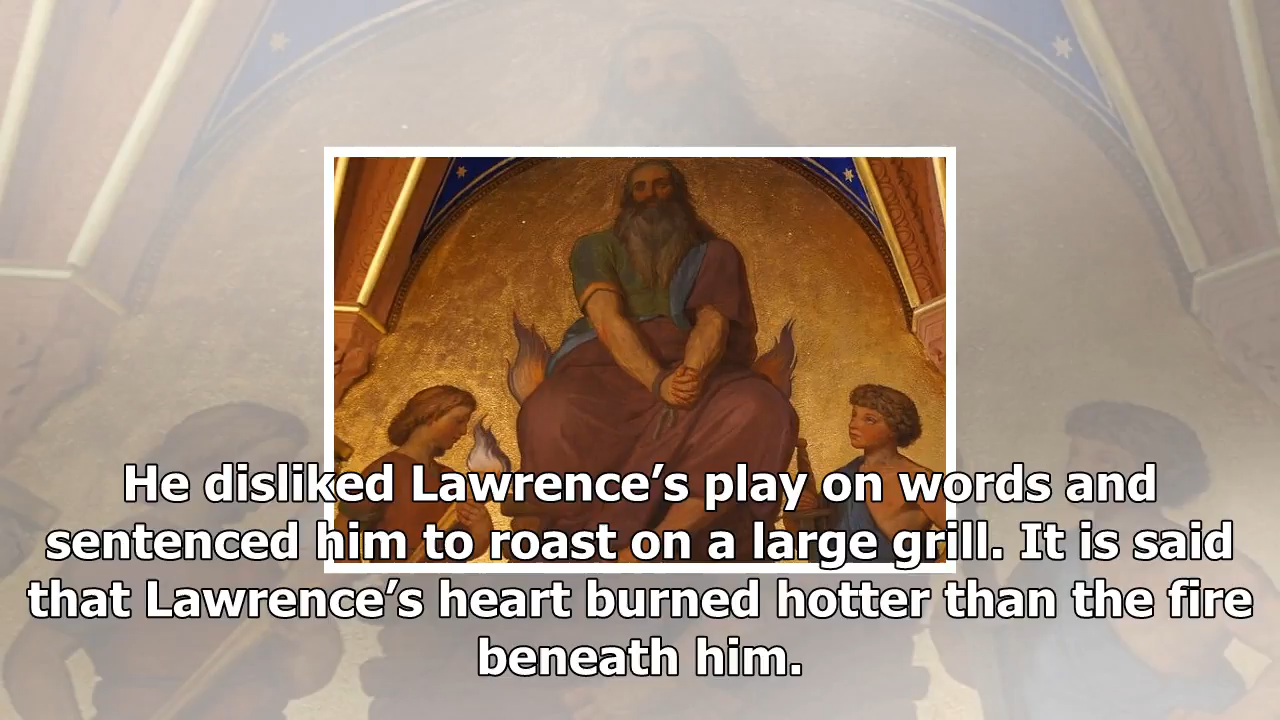 He disliked Lawrence’s play on words and
sentenced him to roast on a large grill. It is said
that Lawrence’s heart burned hotter than the fire
beneath him.